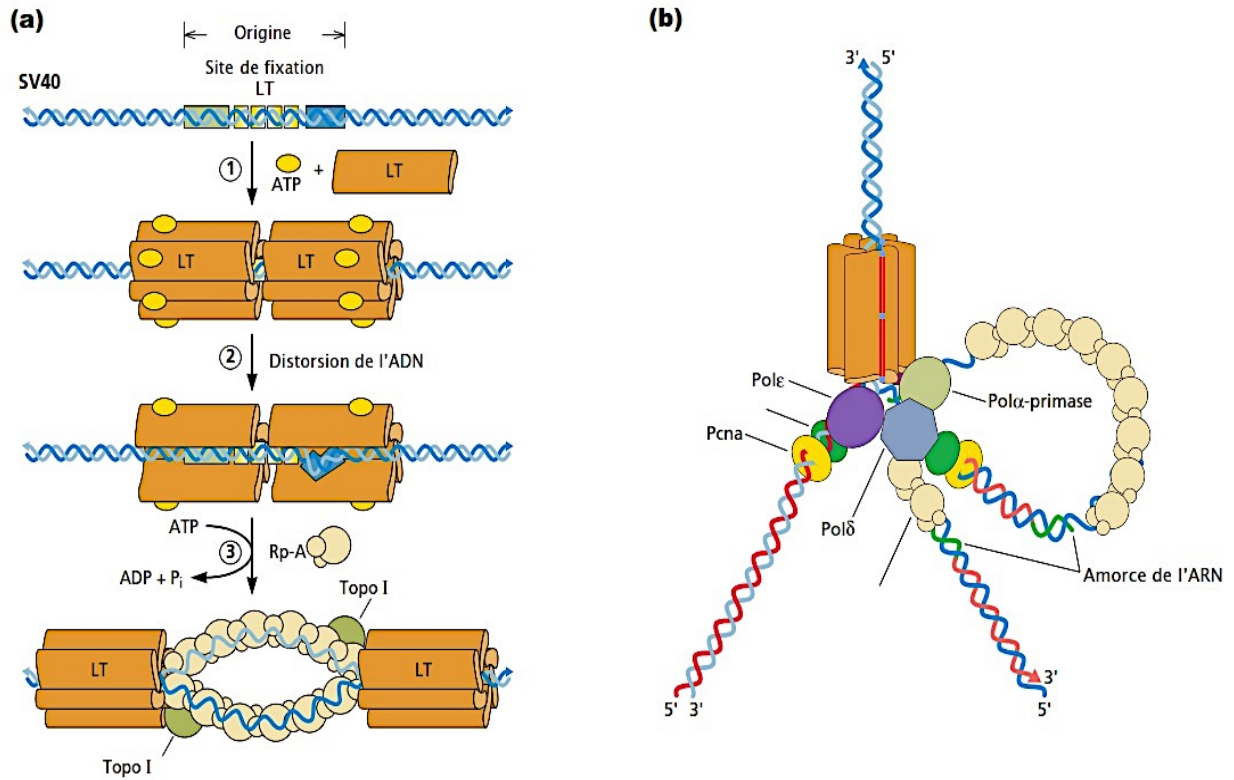 (a)
Origine
Site de fixation
LT
SV40
1
ATP
+
LT
LT
LT
2
Distorsion de l'ADN
ATP
3
Rp-A
ADP + Pi
Topo I
LT
LT
Topo I
(b)
3'
5'
Polε
Polα-primase
Pcna
Polδ
Amorce de l'ARN
3'
5'
5'
3'